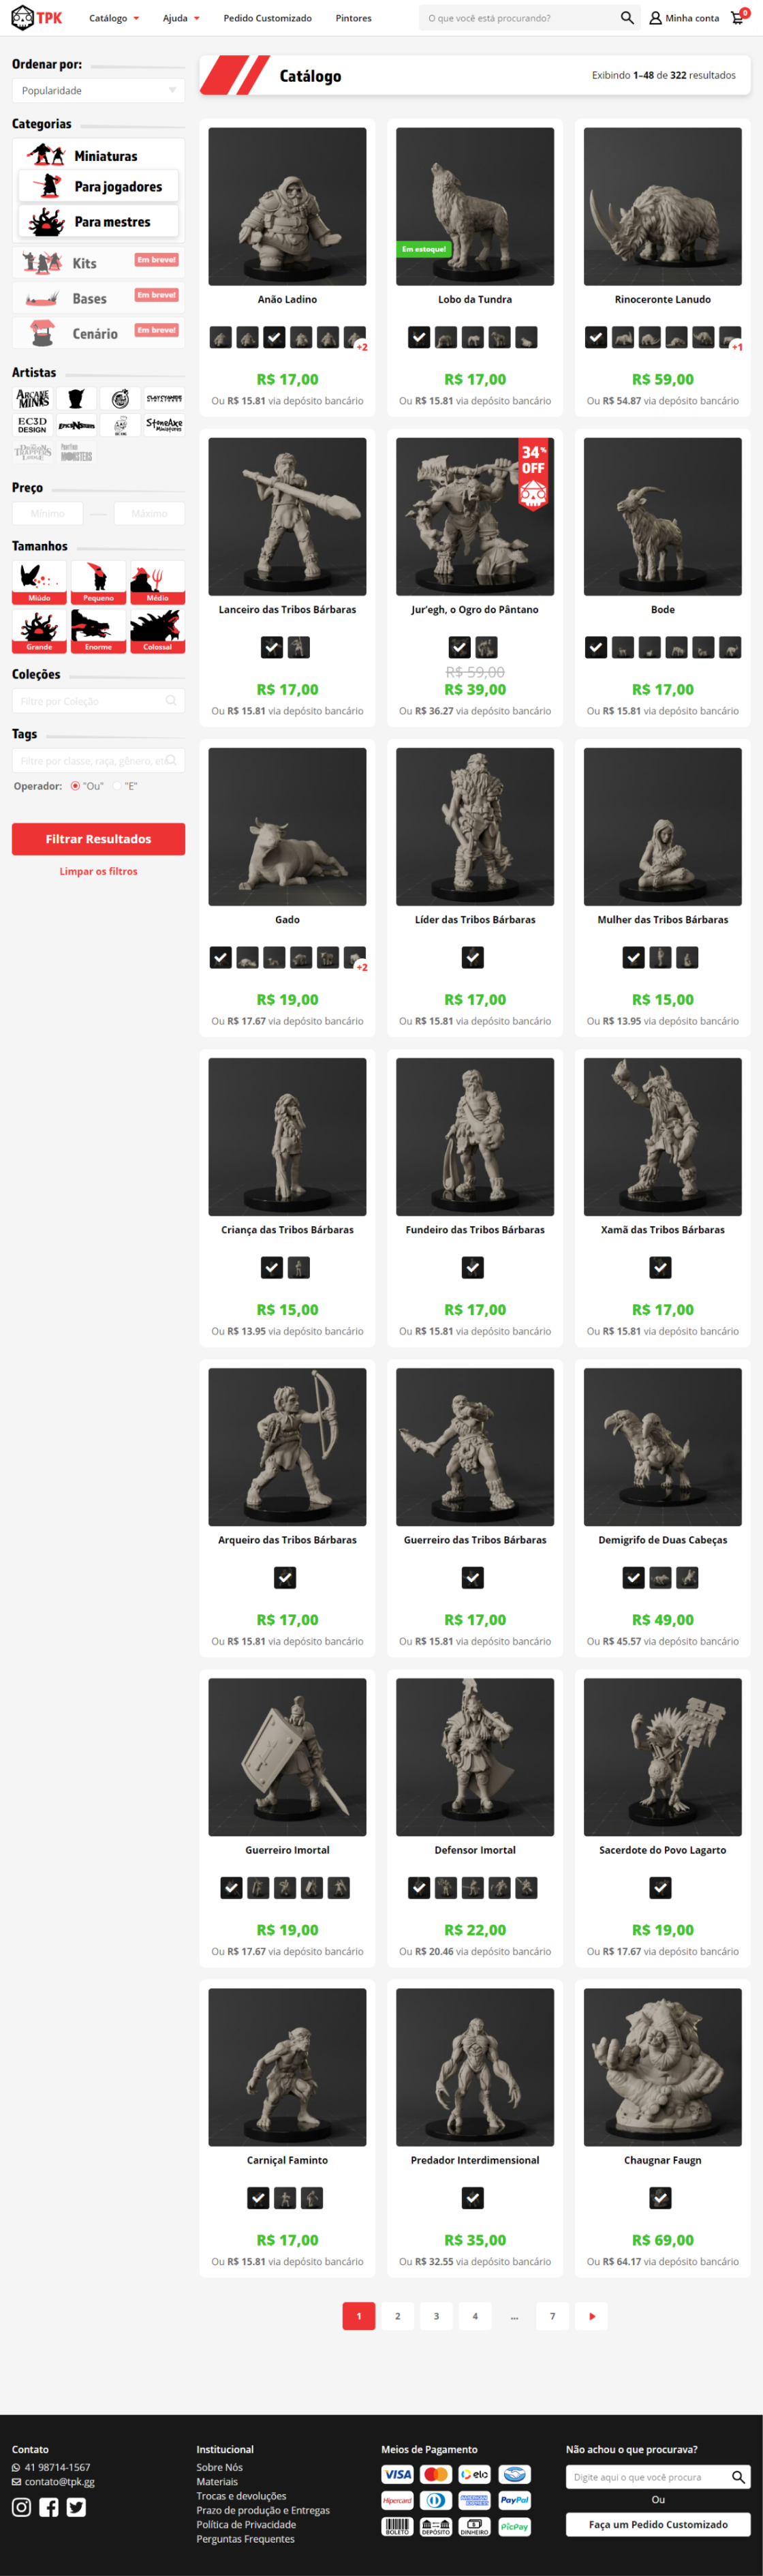 TPK
Catálogo
Ajuda
Pedido Customizado
Pintores
O que você está procurando?
Minha conta
0
Ordenar por:
Popularidade
Categorias
Miniaturas
Para jogadores
Para mestres
Kits
Em breve!
Bases
Em breve!
Cenário
Em breve!
Artistas
ARCANE MINIS
EC3D DESIGN
EPICNSTUFFS
StoneAxe Miniatures
MONSTERS
Preço
Mínimo
Máximo
Tamanhos
Miúdo
Pequeno
Médio
Grande
Enorme
Colossal
Coleções
Filtre por Coleção
Tags
Filtre por classe, raça, gênero, etc
Operador:
"Ou"
"E"
Filtrar Resultados
Limpar os filtros
Catálogo
Exibindo 1–48 de 322 resultados
Anão Ladino
+2
R$ 17,00
Ou R$ 15.81 via depósito bancário
Em estoque!
Lobo da Tundra
R$ 17,00
Ou R$ 15.81 via depósito bancário
Rinoceronte Lanudo
+1
R$ 59,00
Ou R$ 54.87 via depósito bancário
Lanceiro das Tribos Bárbaras
R$ 17,00
Ou R$ 15.81 via depósito bancário
34%
OFF
Jur'egh, o Ogro do Pântano
R$ 59,00
R$ 39,00
Ou R$ 36.27 via depósito bancário
Bode
R$ 17,00
Ou R$ 15.81 via depósito bancário
Gado
+2
R$ 19,00
Ou R$ 17.67 via depósito bancário
Líder das Tribos Bárbaras
R$ 17,00
Ou R$ 15.81 via depósito bancário
Mulher das Tribos Bárbaras
R$ 15,00
Ou R$ 13.95 via depósito bancário
Criança das Tribos Bárbaras
R$ 15,00
Ou R$ 13.95 via depósito bancário
Fundeiro das Tribos Bárbaras
R$ 17,00
Ou R$ 15.81 via depósito bancário
Xamã das Tribos Bárbaras
R$ 17,00
Ou R$ 15.81 via depósito bancário
Arqueiro das Tribos Bárbaras
R$ 17,00
Ou R$ 15.81 via depósito bancário
Guerreiro das Tribos Bárbaras
R$ 17,00
Ou R$ 15.81 via depósito bancário
Demigrifo de Duas Cabeças
R$ 49,00
Ou R$ 45.57 via depósito bancário
Guerreiro Imortal
R$ 19,00
Ou R$ 17.67 via depósito bancário
Defensor Imortal
R$ 22,00
Ou R$ 20.46 via depósito bancário
Sacerdote do Povo Lagarto
R$ 19,00
Ou R$ 17.67 via depósito bancário
Carniçal Faminto
R$ 17,00
Ou R$ 15.81 via depósito bancário
Predador Interdimensional
R$ 35,00
Ou R$ 32.55 via depósito bancário
Chaugnar Faugn
R$ 69,00
Ou R$ 64.17 via depósito bancário
1
2
3
4
...
7
Contato
41 98714-1567
contato@tpk.gg
Institucional
Sobre Nós
Materiais
Trocas e devoluções
Prazo de produção e Entregas
Política de Privacidade
Perguntas Frequentes
Meios de Pagamento
VISA
elo
Hipercard
AMERICAN EXPRESS
PayPal
BOLETO
DEPÓSITO
DINHEIRO
PicPay
Não achou o que procurava?
Digite aqui o que você procura
Ou
Faça um Pedido Customizado